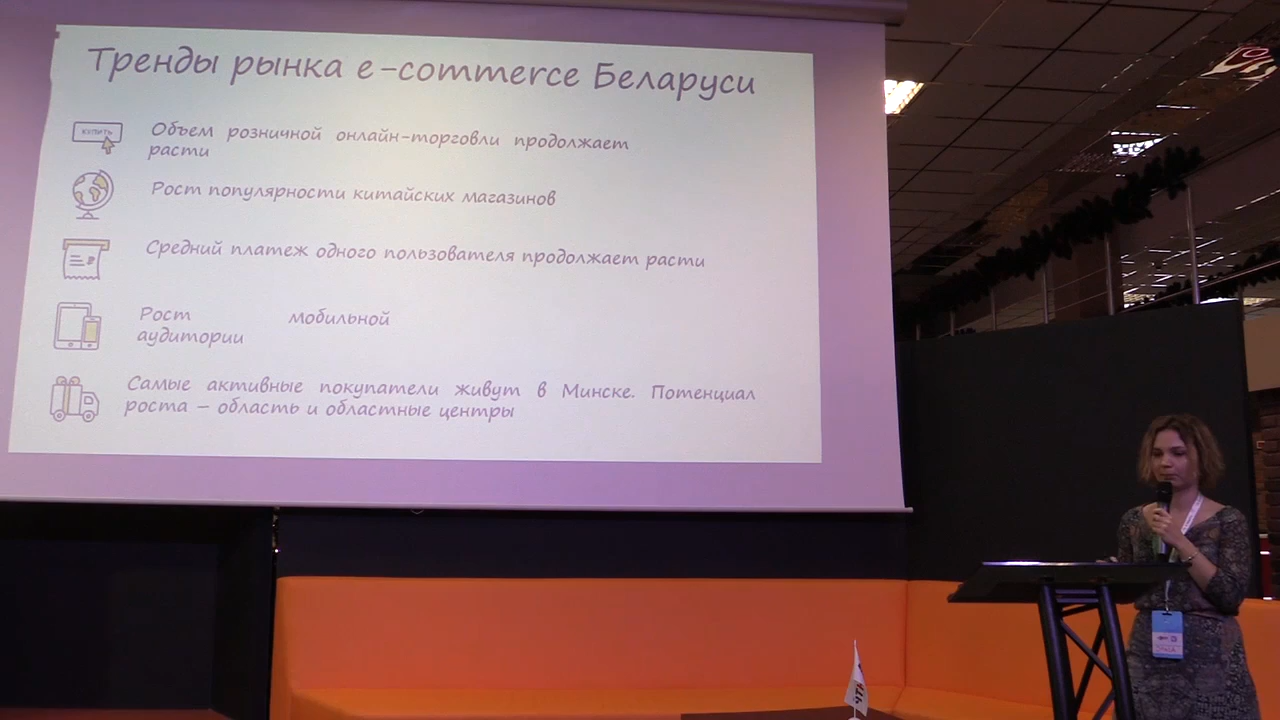 Тренды рынка e-commerce Беларуси
КУПИТЬ
Объем розничной онлайн-торговли продолжает
расти
Рост популярности китайских магазинов
Средний платеж одного пользователя продолжает расти
Рост мобильной
аудитории
Самые активные покупатели живут в Минске. Потенциал
роста – область и областные центры